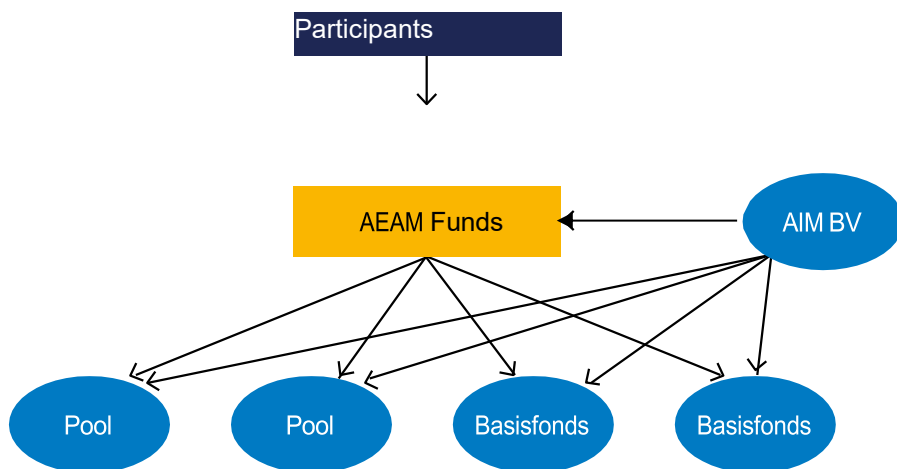 Participants
AEAM Funds
AIM BV
Pool
Pool
Basisfonds
Basisfonds